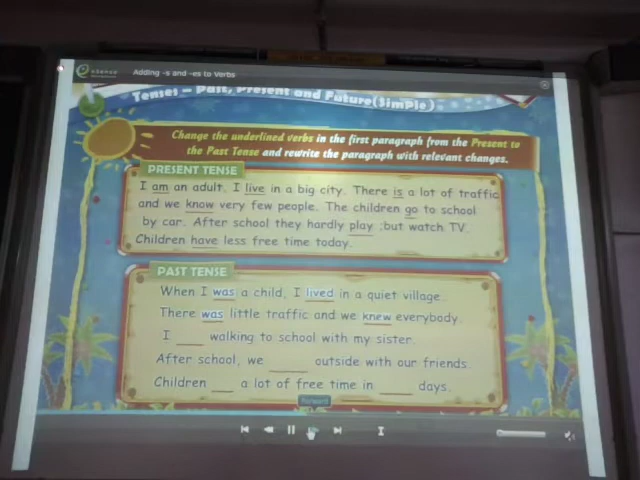 eSense
Adding -s and -es to Verbs
Tenses – Past, Present and Future(Simple)
Change the underlined verbs in the first paragraph from the Present to
the Past Tense and rewrite the paragraph with relevant changes.
PRESENT TENSE
I am an adult. I live in a big city. There is a lot of traffic
and we know very few people. The children go to school
by car. After school they hardly play ;but watch TV.
Children have less free time today.
PAST TENSE
When I was a child, I lived in a quiet village.
There was little traffic and we knew everybody.
I ____ walking to school with my sister.
After school, we ______ outside with our friends.
Children ___ a lot of free time in _____ days.
Forward